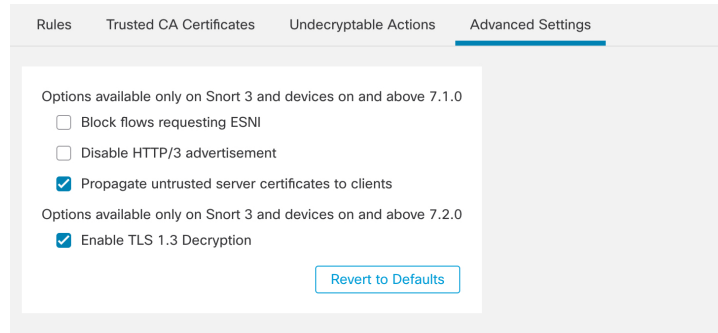 Rules Trusted CA Certificates Undecryptable Actions Advanced Settings
Options available only on Snort 3 and devices on and above 7.1.0
Block flows requesting ESNI
Disable HTTP/3 advertisement
Propagate untrusted server certificates to clients
Options available only on Snort 3 and devices on and above 7.2.0
Enable TLS 1.3 Decryption
Revert to Defaults